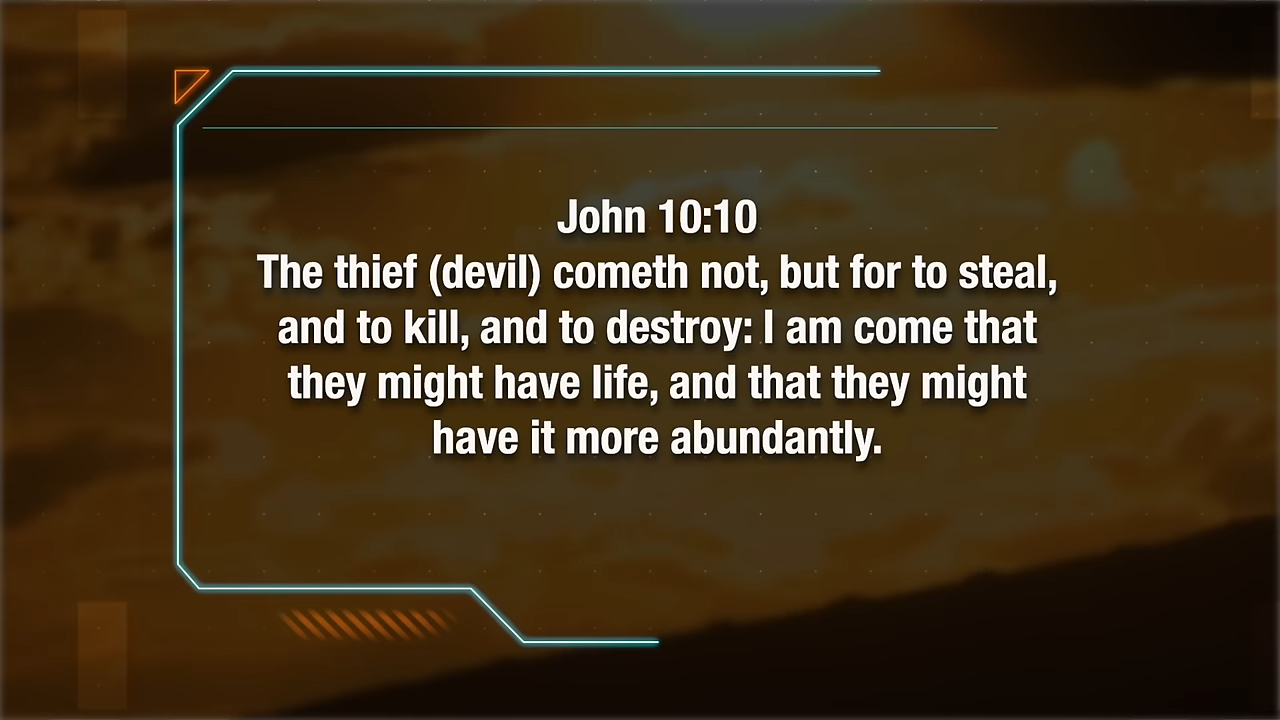 John 10:10
The thief (devil) cometh not, but for to steal,
and to kill, and to destroy: I am come that
they might have life, and that they might
have it more abundantly.